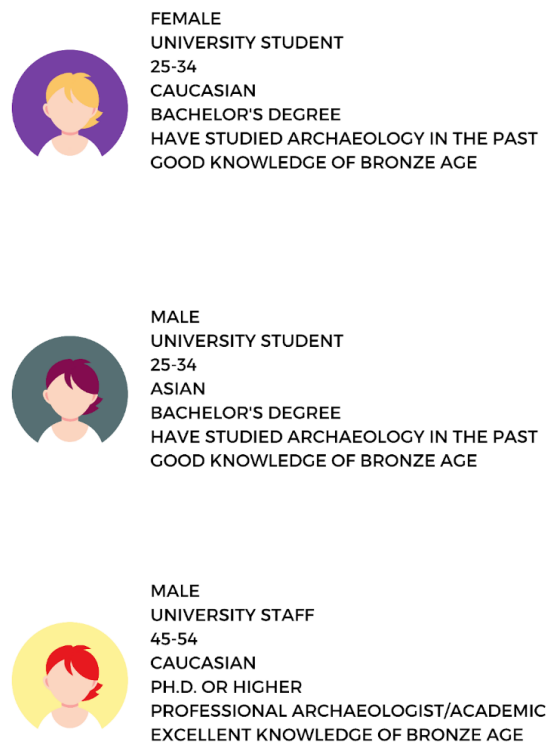 FEMALE
UNIVERSITY STUDENT
25-34
CAUCASIAN
BACHELOR'S DEGREE
HAVE STUDIED ARCHAEOLOGY IN THE PAST
GOOD KNOWLEDGE OF BRONZE AGE
MALE
UNIVERSITY STUDENT
25-34
ASIAN
BACHELOR'S DEGREE
HAVE STUDIED ARCHAEOLOGY IN THE PAST
GOOD KNOWLEDGE OF BRONZE AGE
MALE
UNIVERSITY STAFF
45-54
CAUCASIAN
PH.D. OR HIGHER
PROFESSIONAL ARCHAEOLOGIST/ACADEMIC
EXCELLENT KNOWLEDGE OF BRONZE AGE